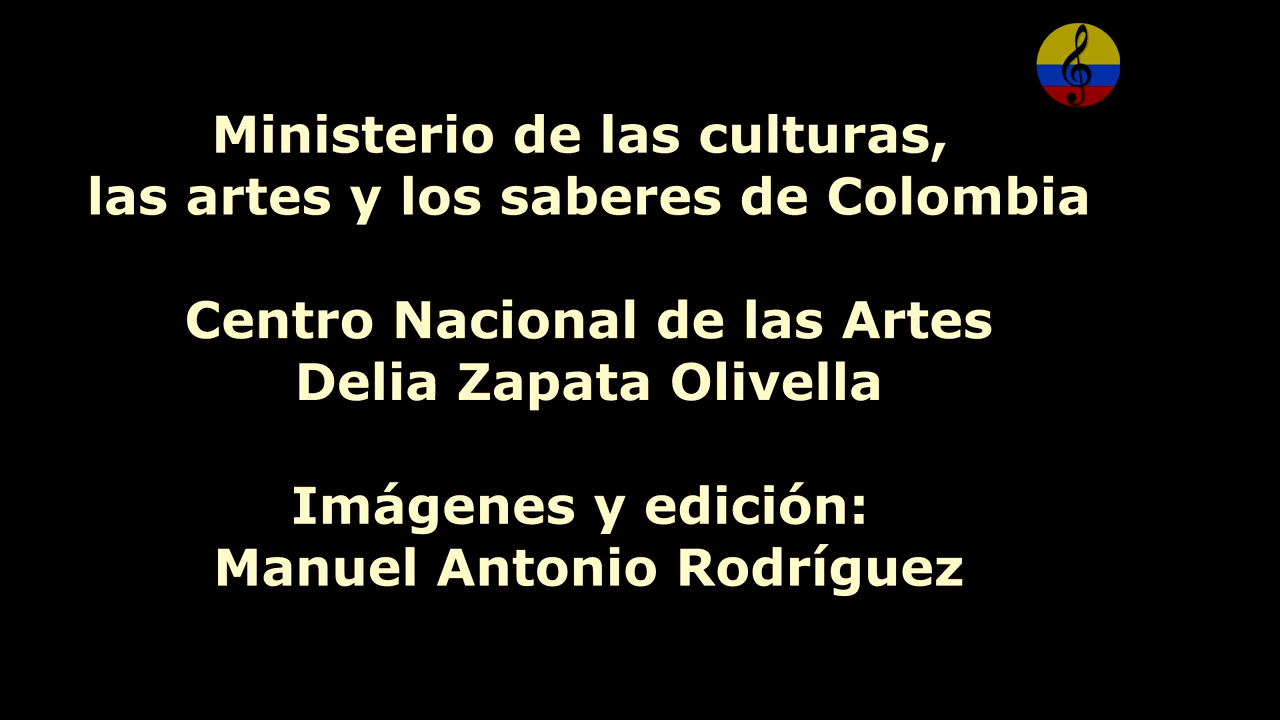 Ministerio de las culturas,
las artes y los saberes de Colombia
Centro Nacional de las Artes
Delia Zapata Olivella
Imágenes y edición:
Manuel Antonio Rodríguez